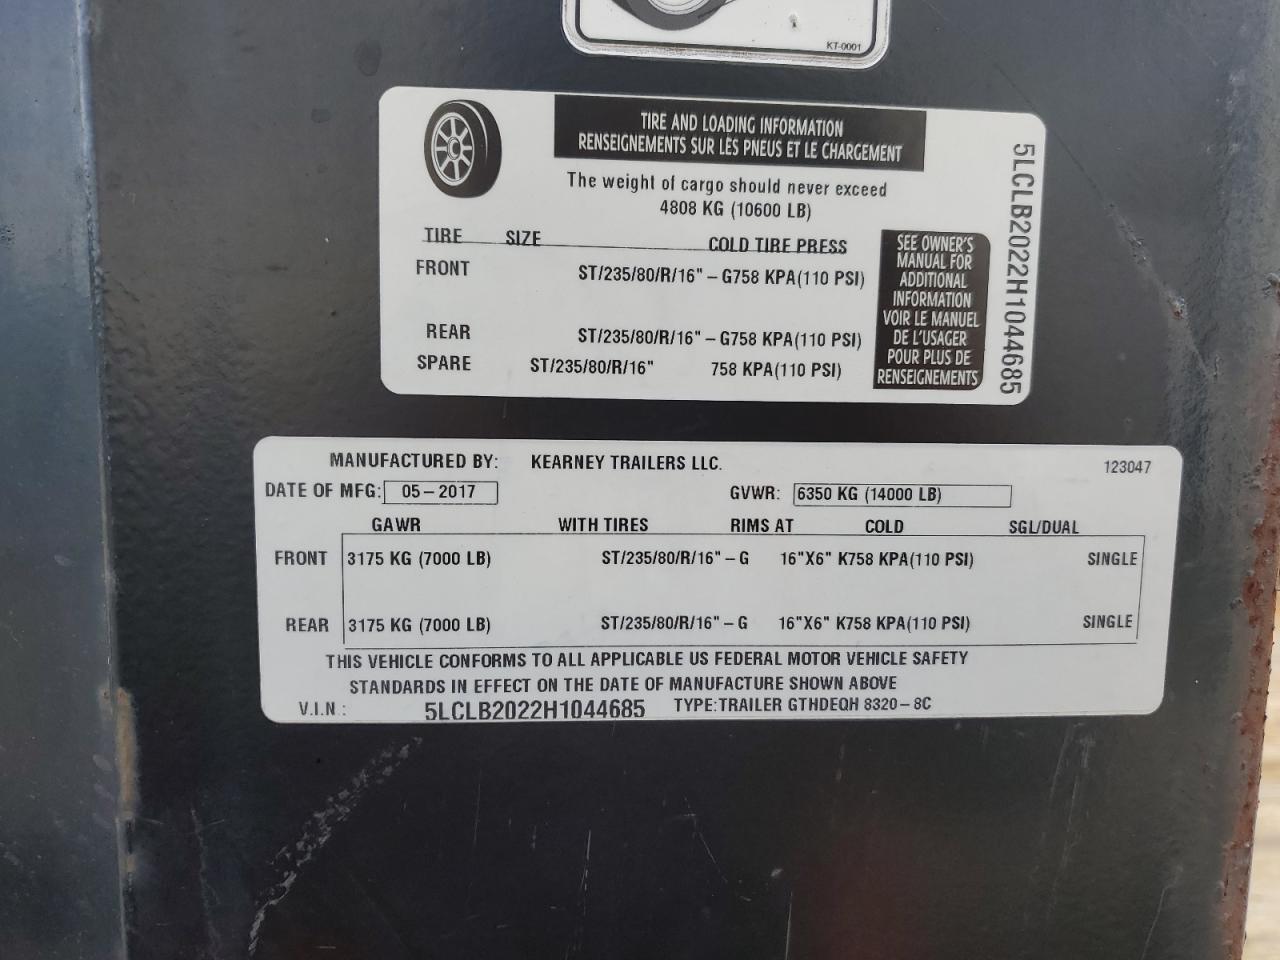 KT-0001
TIRE AND LOADING INFORMATION
RENSEIGNEMENTS SUR LES PNEUS ET LE CHARGEMENT
The weight of cargo should never exceed
4808 KG (10600 LB)
TIRE SIZE COLD TIRE PRESS
FRONT ST/235/80/R/16" – G758 KPA(110 PSI)
REAR ST/235/80/R/16" – G758 KPA(110 PSI)
SPARE ST/235/80/R/16" 758 KPA(110 PSI)
SEE OWNER'S
MANUAL FOR
ADDITIONAL
INFORMATION
VOIR LE MANUEL
DE L'USAGER
POUR PLUS DE
RENSEIGNEMENTS
5LCLB2022H1044685
MANUFACTURED BY: KEARNEY TRAILERS LLC. 123047
DATE OF MFG: 05–2017 GVWR: 6350 KG (14000 LB)
GAWR WITH TIRES RIMS AT COLD SGL/DUAL
FRONT 3175 KG (7000 LB) ST/235/80/R/16" – G 16"X6" K758 KPA(110 PSI) SINGLE
REAR 3175 KG (7000 LB) ST/235/80/R/16" – G 16"X6" K758 KPA(110 PSI) SINGLE
THIS VEHICLE CONFORMS TO ALL APPLICABLE US FEDERAL MOTOR VEHICLE SAFETY
STANDARDS IN EFFECT ON THE DATE OF MANUFACTURE SHOWN ABOVE
V.I.N.: 5LCLB2022H1044685 TYPE:TRAILER GTHDEQH 8320–8C